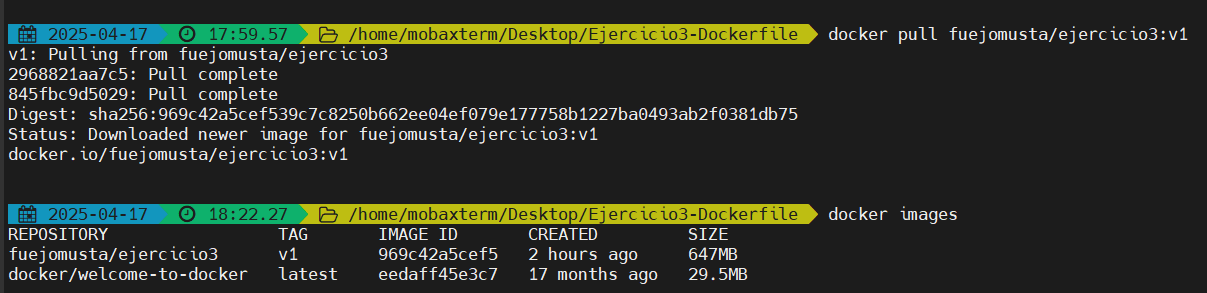 2025-04-17 17:59.57 /home/mobaxterm/Desktop/Ejercicio3-Dockerfile docker pull fuejomusta/ejercicio3:v1
v1: Pulling from fuejomusta/ejercicio3
2968821aa7c5: Pull complete
845fbc9d5029: Pull complete
Digest: sha256:969c42a5cef539c7c8250b662ee04ef079e177758b1227ba0493ab2f0381db75
Status: Downloaded newer image for fuejomusta/ejercicio3:v1
docker.io/fuejomusta/ejercicio3:v1
2025-04-17 18:22.27 /home/mobaxterm/Desktop/Ejercicio3-Dockerfile docker images
REPOSITORY TAG IMAGE ID CREATED SIZE
fuejomusta/ejercicio3 v1 969c42a5cef5 2 hours ago 647MB
docker/welcome-to-docker latest eedaff45e3c7 17 months ago 29.5MB